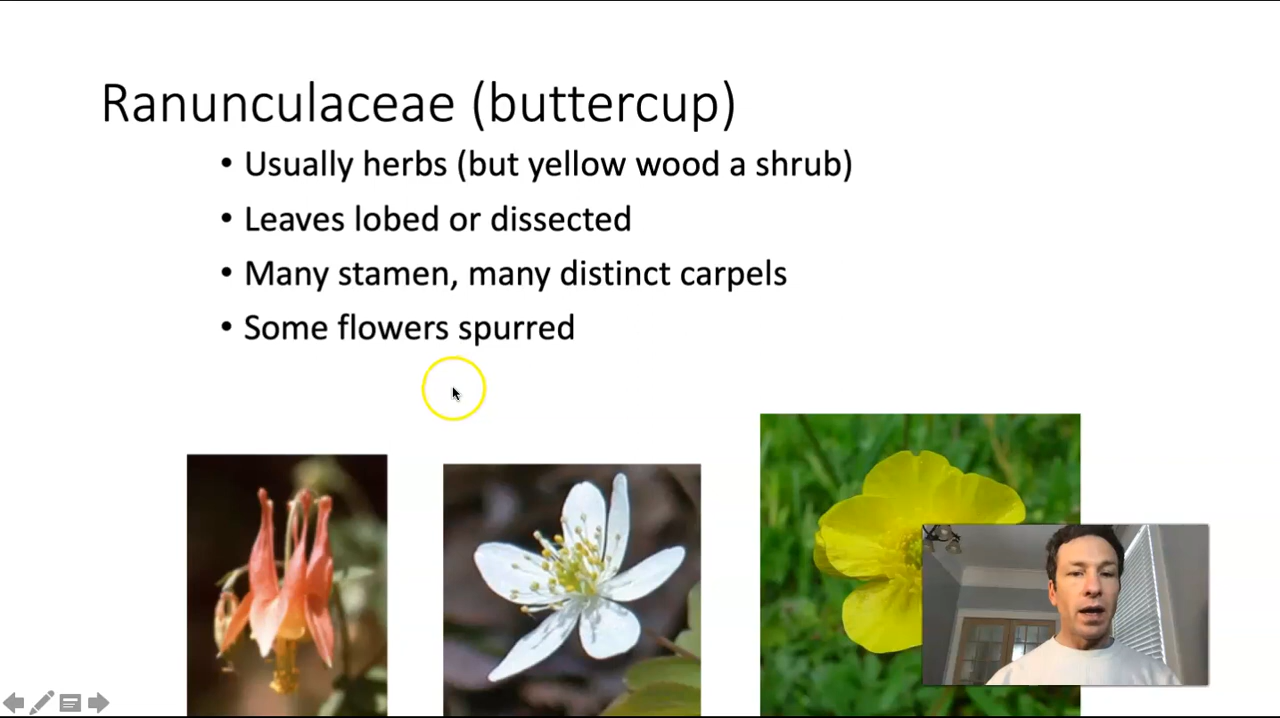 Ranunculaceae (buttercup)
• Usually herbs (but yellow wood a shrub)
• Leaves lobed or dissected
• Many stamen, many distinct carpels
• Some flowers spurred